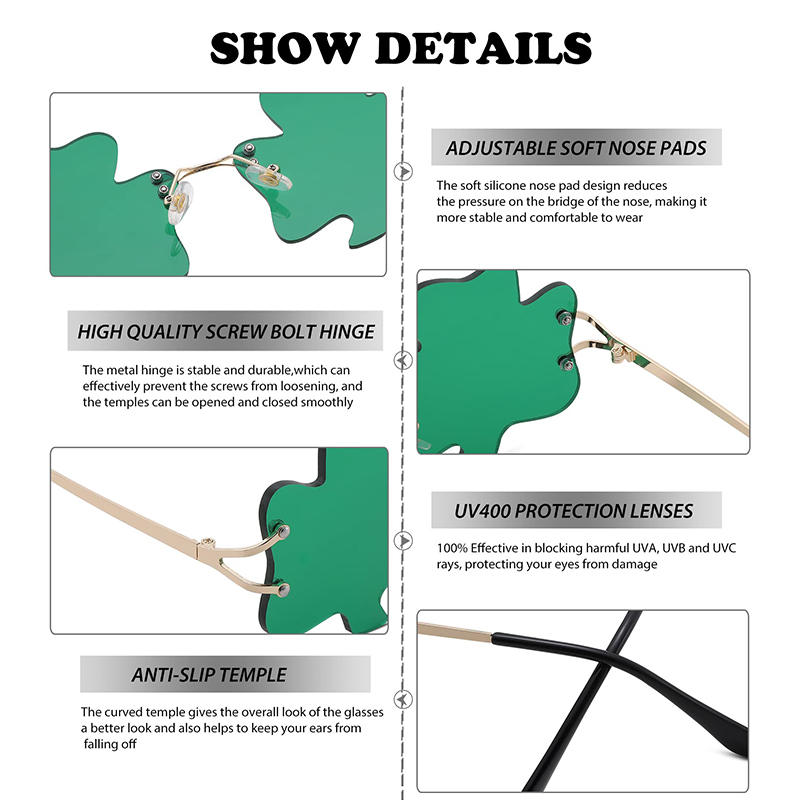 SHOW DETAILS
ADJUSTABLE SOFT NOSE PADS
The soft silicone nose pad design reduces
the pressure on the bridge of the nose, making it
more stable and comfortable to wear
HIGH QUALITY SCREW BOLT HINGE
The metal hinge is stable and durable,which can
effectively prevent the screws from loosening, and
the temples can be opened and closed smoothly
UV400 PROTECTION LENSES
100% Effective in blocking harmful UVA, UVB and UVC
rays, protecting your eyes from damage
ANTI-SLIP TEMPLE
The curved temple gives the overall look of the glasses
a better look and also helps to keep your ears from
falling off